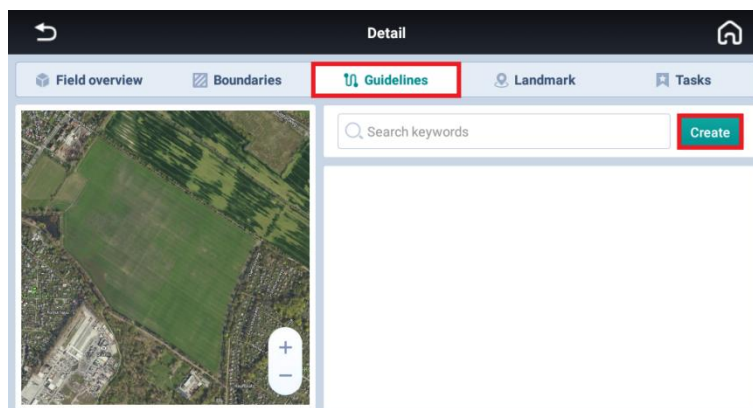 Detail
Field overview
Boundaries
Guidelines
Landmark
Tasks
Search keywords
Create
+
−